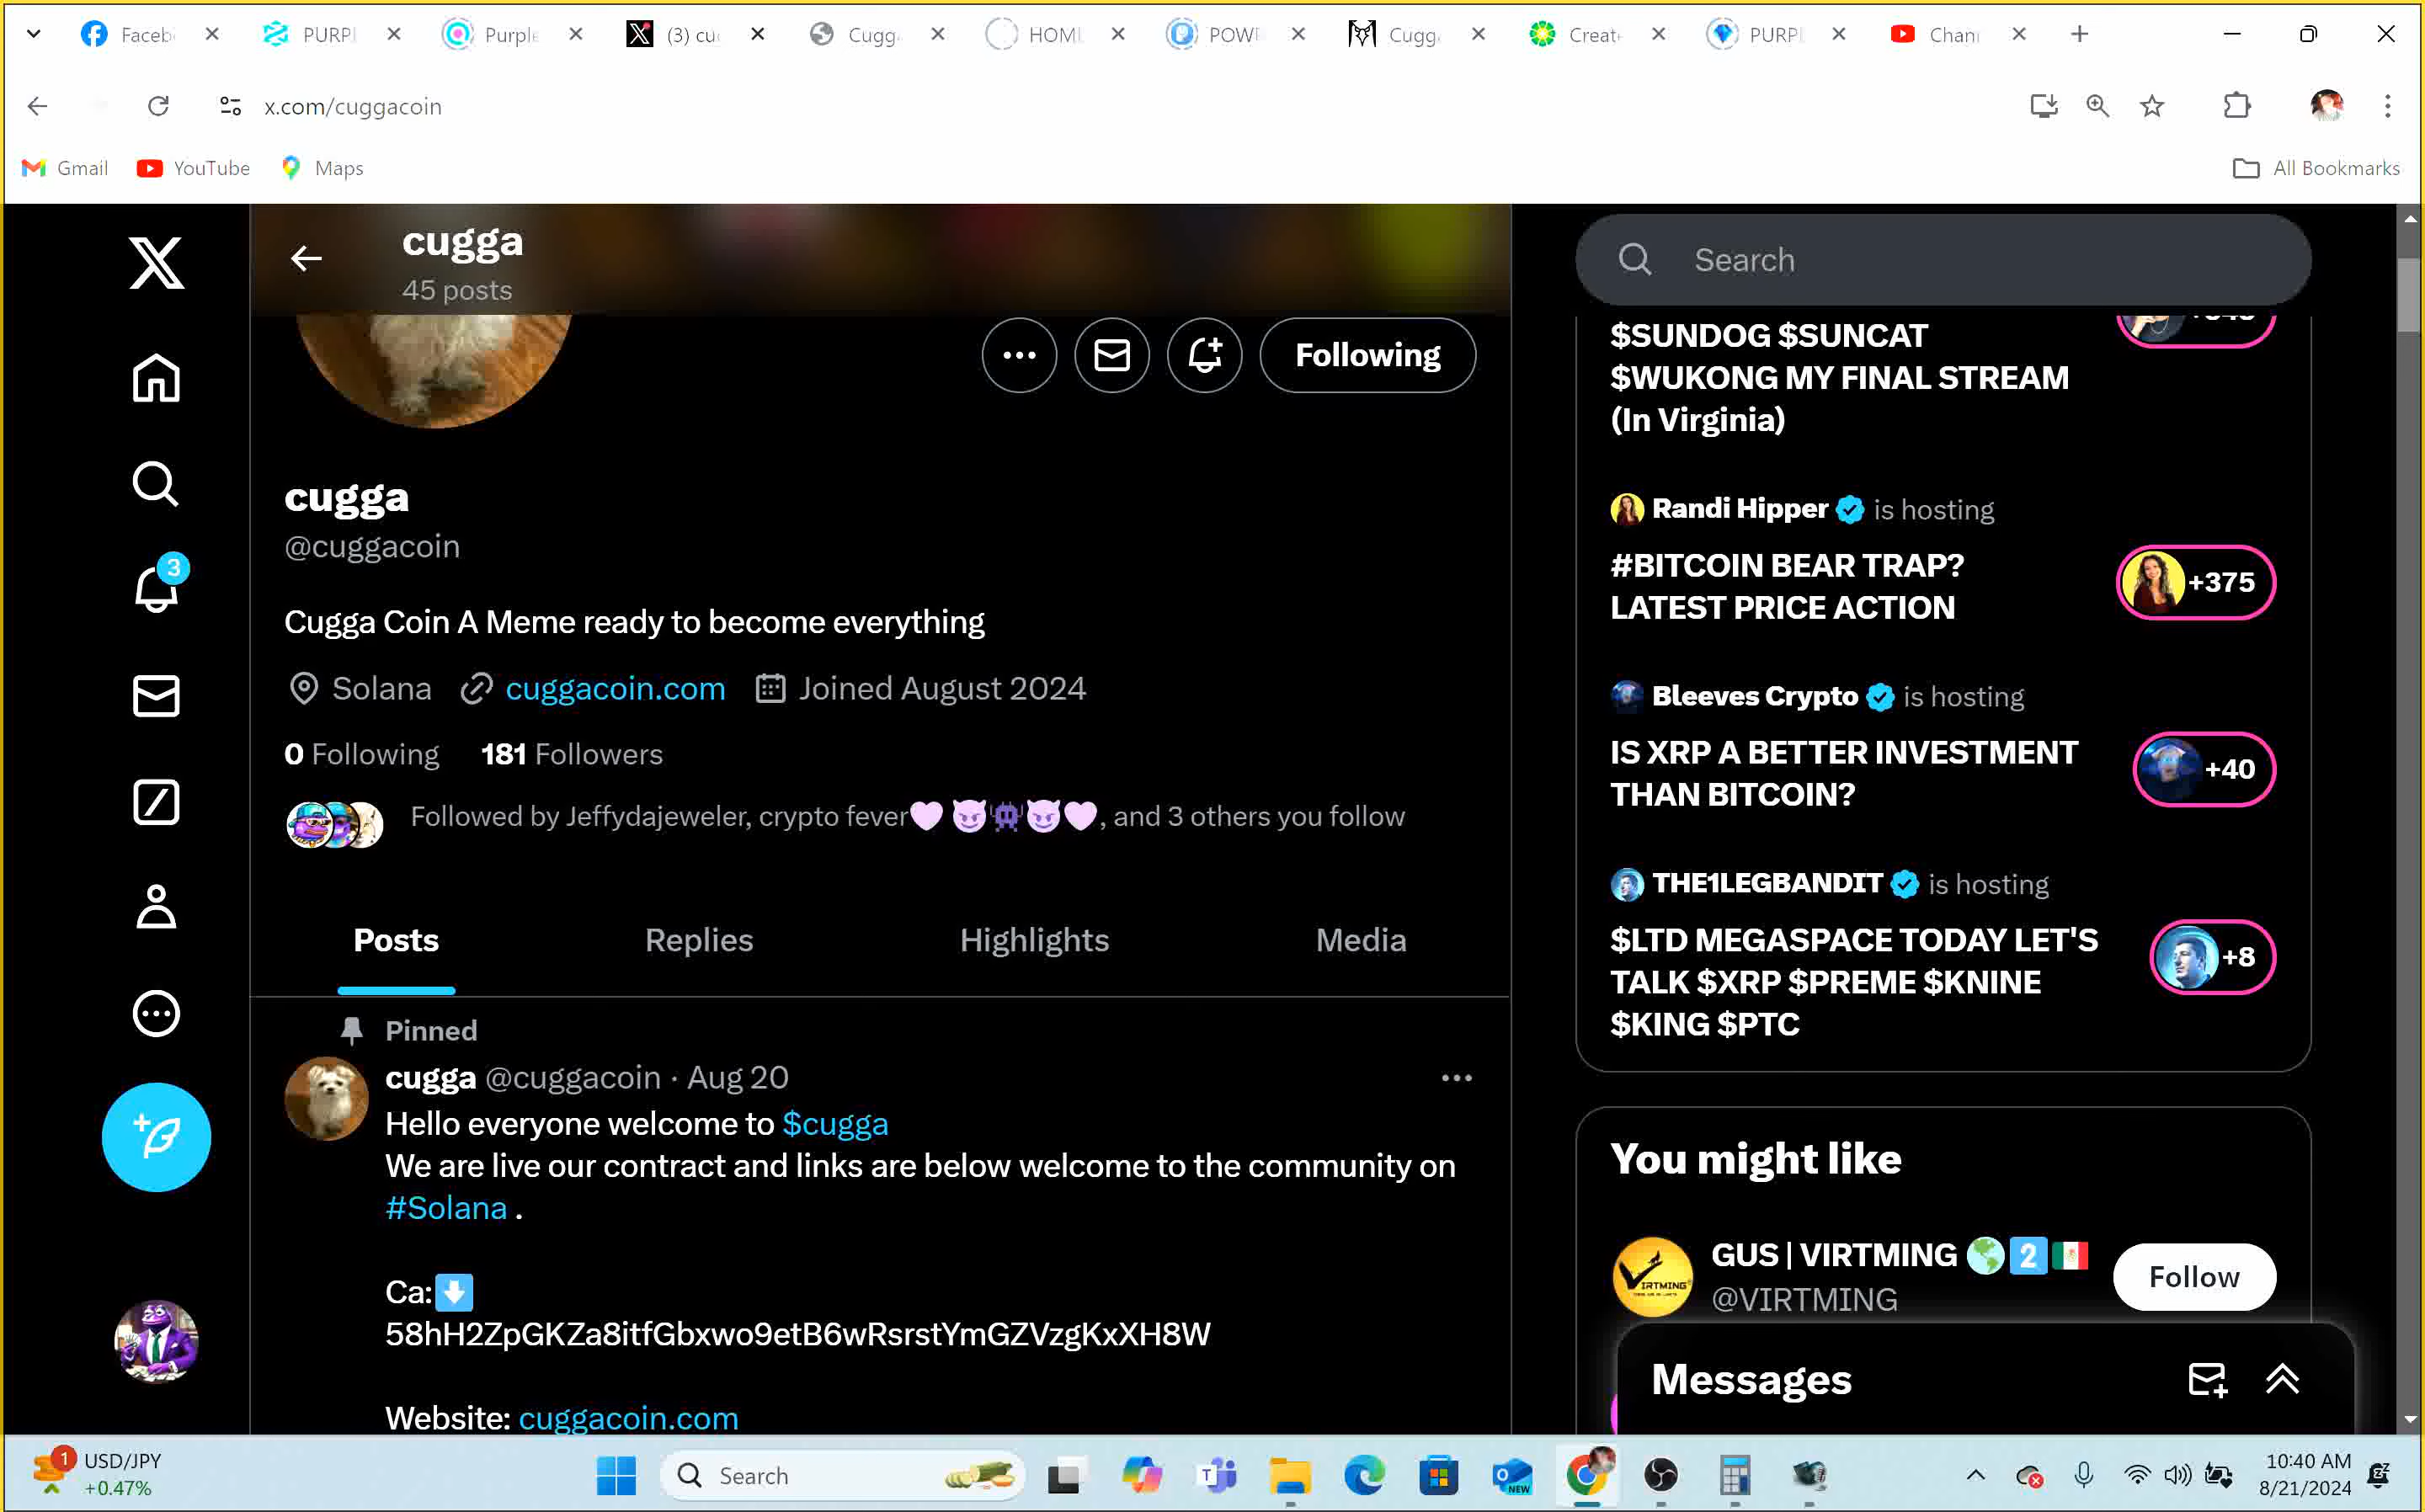 Faceb
PURPL
Purple
(3) cu
Cugg
HOM
POW
Cugg
Creat
PURPL
Chan
x.com/cuggacoin
Gmail
YouTube
Maps
All Bookmarks
cugga
45 posts
Following
cugga
@cuggacoin
Cugga Coin A Meme ready to become everything
Solana cuggacoin.com Joined August 2024
0 Following 181 Followers
Followed by Jeffydajeweler, crypto fever🤍 😈👾😈🤍, and 3 others you follow
Posts Replies Highlights Media
Pinned
cugga @cuggacoin · Aug 20
Hello everyone welcome to $cugga
We are live our contract and links are below welcome to the community on
#Solana .
Ca:⬇️
58hH2ZpGKZa8itfGbxwo9etB6wRsrstYmGZVzgKxXH8W
Website: cuggacoin.com
3
Search
$SUNDOG $SUNCAT
$WUKONG MY FINAL STREAM
(In Virginia)
Randi Hipper is hosting
#BITCOIN BEAR TRAP?
LATEST PRICE ACTION
+375
Bleeves Crypto is hosting
IS XRP A BETTER INVESTMENT
THAN BITCOIN?
+40
THE1LEGBANDIT is hosting
$LTD MEGASPACE TODAY LET'S
TALK $XRP $PREME $KNINE
$KING $PTC
+8
You might like
GUS | VIRTMING 🌎2️⃣🇲🇽
@VIRTMING
Follow
VIRTMING
Messages
1
USD/JPY
+0.47%
Search
NEW
10:40 AM
8/21/2024